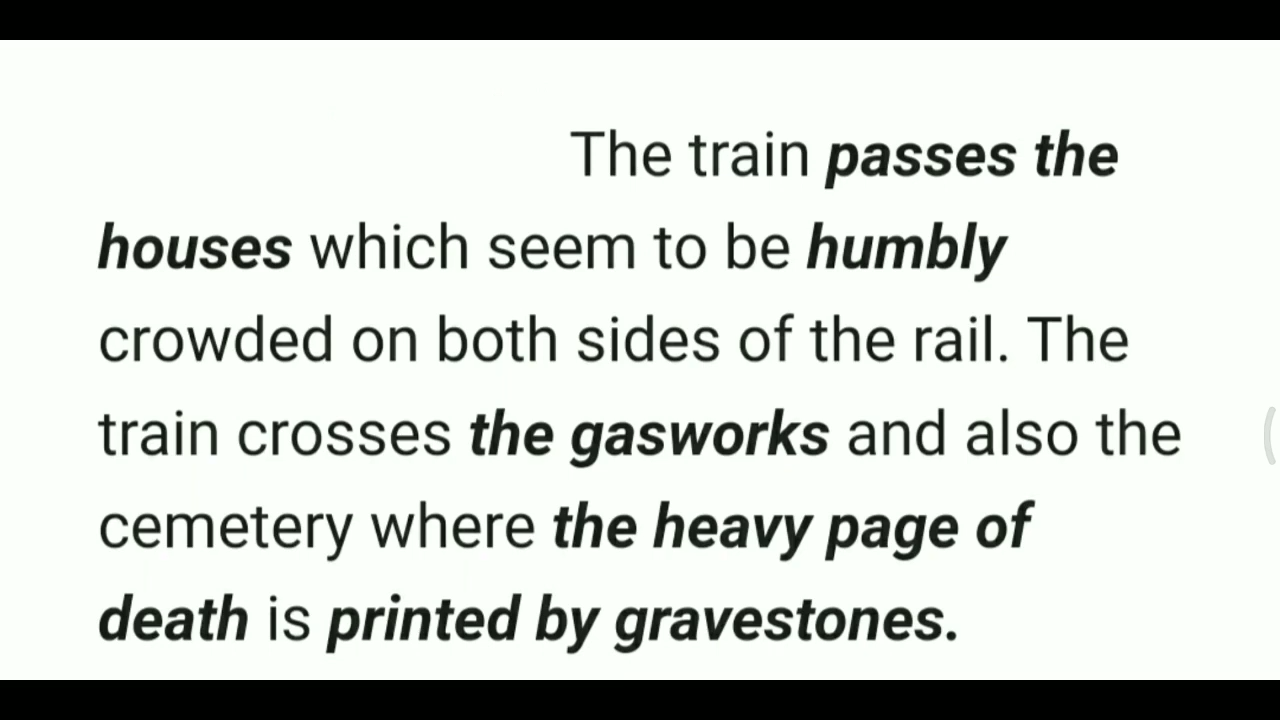 The train passes the
houses which seem to be humbly
crowded on both sides of the rail. The
train crosses the gasworks and also the
cemetery where the heavy page of
death is printed by gravestones.